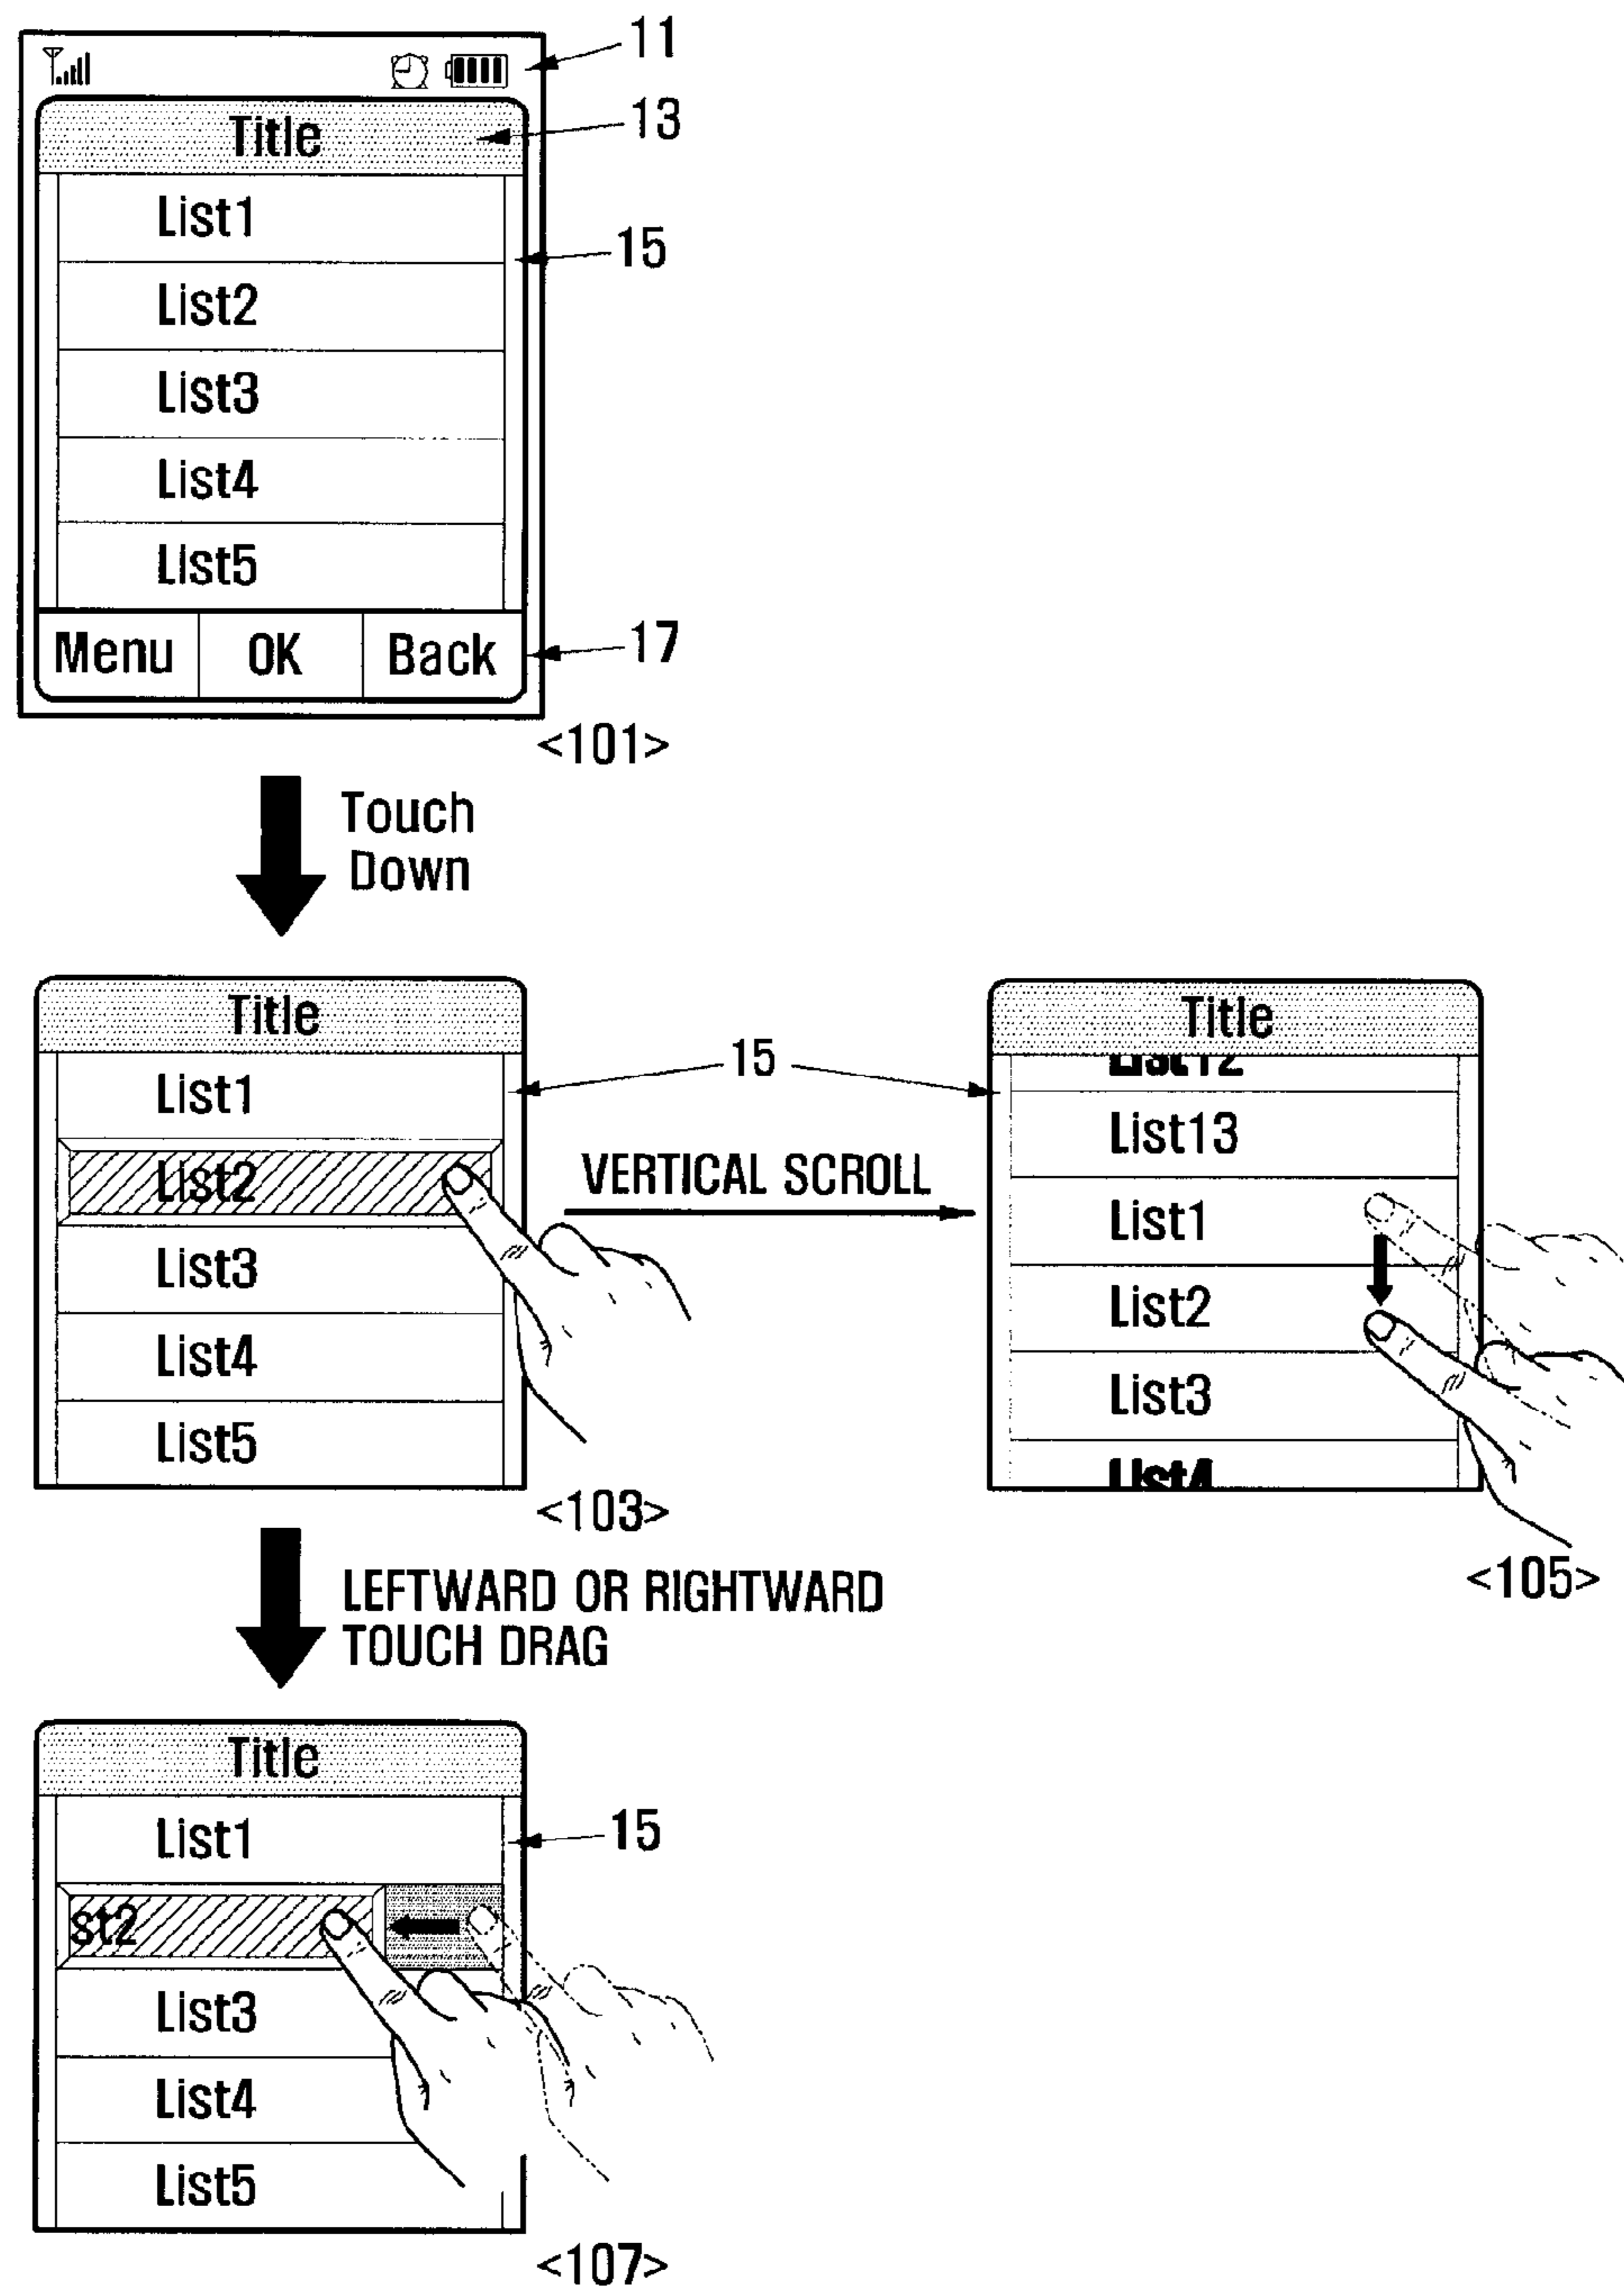 11
Title
13
List1
15
List2
List3
List4
List5
Menu OK Back
17
<101>
Touch
Down
Title
List1
List2
List3
List4
List5
<103>
15
VERTICAL SCROLL
Title
List12
List13
List1
List2
List3
List4
<105>
LEFTWARD OR RIGHTWARD
TOUCH DRAG
Title
List1
15
st2
List3
List4
List5
<107>